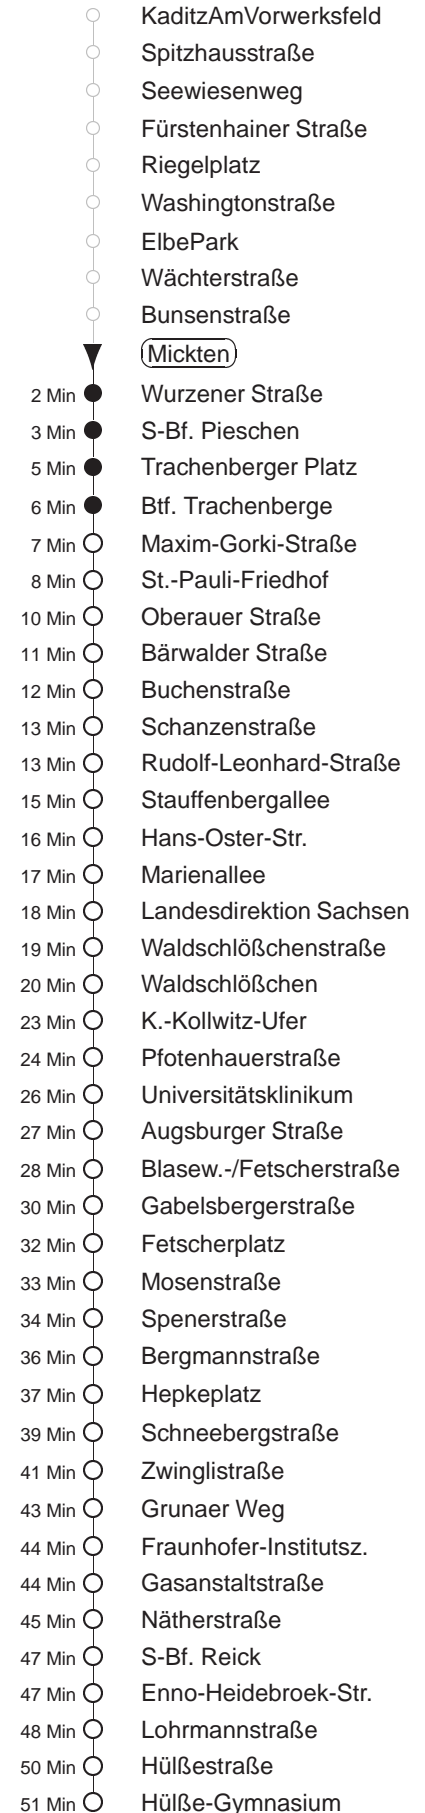 KaditzAmVorwerksfeld
Spitzhausstraße
Seewiesenweg
Fürstenhainer Straße
Riegelplatz
Washingtonstraße
ElbePark
Wächterstraße
Bunsenstraße
Mickten
2 Min Wurzener Straße
3 Min S-Bf. Pieschen
5 Min Trachenberger Platz
6 Min Btf. Trachenberge
7 Min Maxim-Gorki-Straße
8 Min St.-Pauli-Friedhof
10 Min Oberauer Straße
11 Min Bärwalder Straße
12 Min Buchenstraße
13 Min Schanzenstraße
13 Min Rudolf-Leonhard-Straße
15 Min Stauffenbergallee
16 Min Hans-Oster-Str.
17 Min Marienallee
18 Min Landesdirektion Sachsen
19 Min Waldschlößchenstraße
20 Min Waldschlößchen
23 Min K.-Kollwitz-Ufer
24 Min Pfotenhauerstraße
26 Min Universitätsklinikum
27 Min Augsburger Straße
28 Min Blasew.-/Fetscherstraße
30 Min Gabelsbergerstraße
32 Min Fetscherplatz
33 Min Mosenstraße
34 Min Spenerstraße
36 Min Bergmannstraße
37 Min Hepkeplatz
39 Min Schneebergstraße
41 Min Zwinglistraße
43 Min Grunaer Weg
44 Min Fraunhofer-Institutsz.
44 Min Gasanstaltstraße
45 Min Nätherstraße
47 Min S-Bf. Reick
47 Min Enno-Heidebroek-Str.
48 Min Lohrmannstraße
50 Min Hülßestraße
51 Min Hülße-Gymnasium